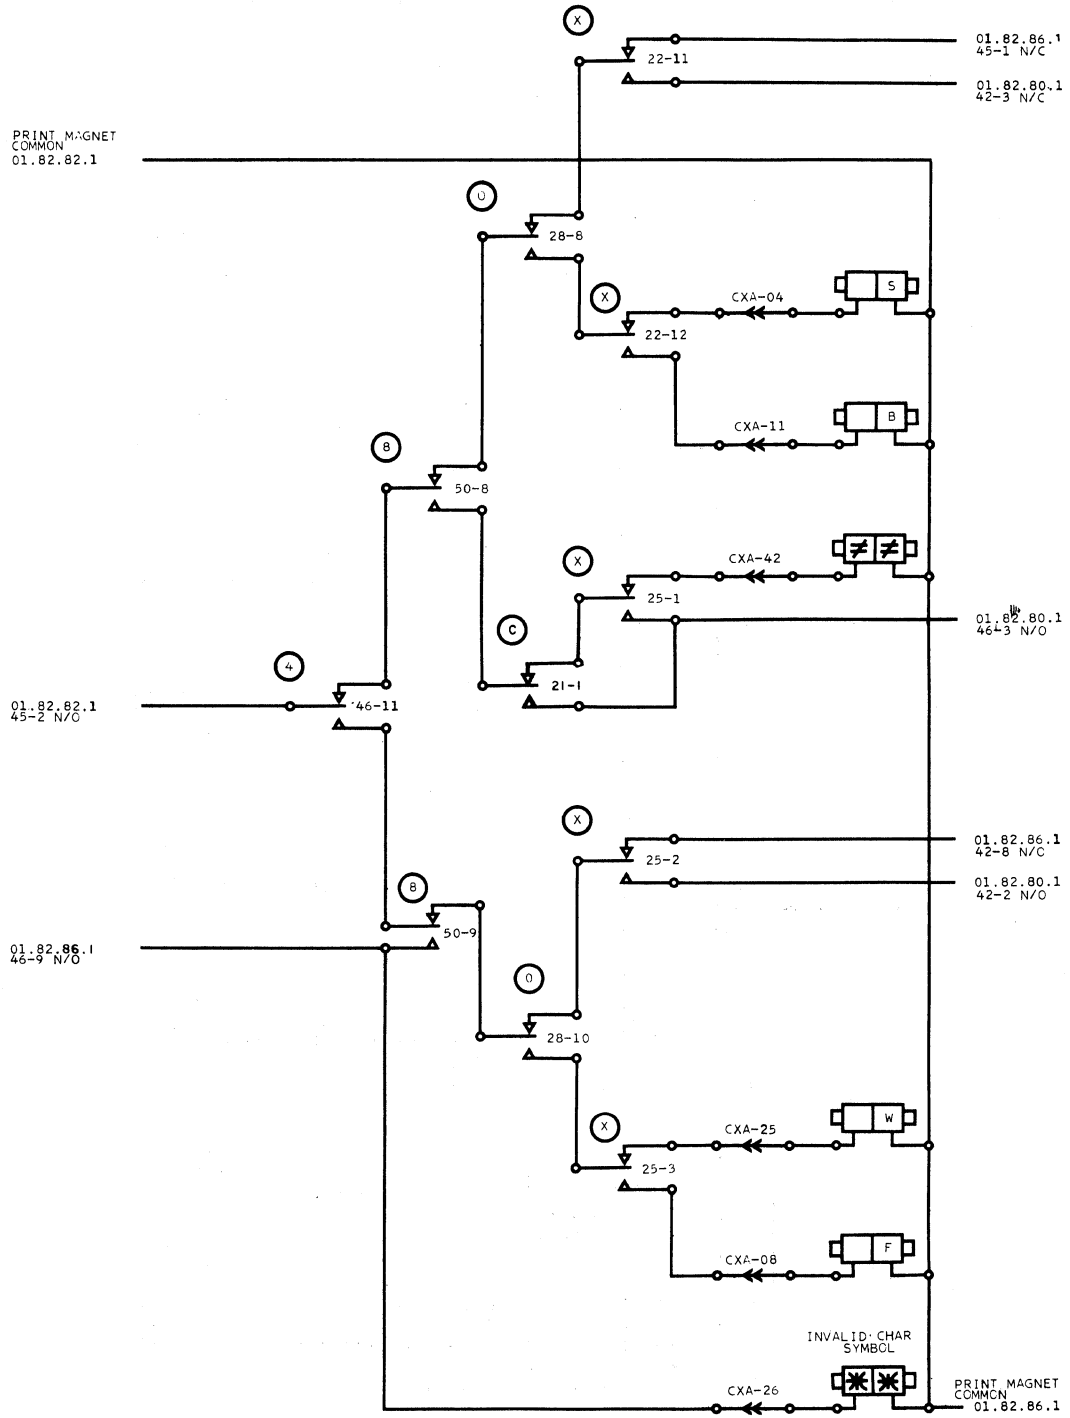 X
01.82.86.1
45-1 N/C
22-11
01.82.80.1
42-3 N/C
PRINT MAGNET
COMMON
01.82.82.1
O
28-8
X
CXA-04
S
22-12
CXA-11
B
8
50-8
X
CXA-42
≠ ≠
25-1
01.82.80.1
46-3 N/O
C
21-1
4
01.82.82.1
45-2 N/O
46-11
X
01.82.86.1
42-8 N/C
25-2
01.82.80.1
42-2 N/O
8
50-9
01.82.86.1
46-9 N/O
O
28-10
X
CXA-25
W
25-3
CXA-08
F
INVALID CHAR
SYMBOL
CXA-26
PRINT MAGNET
COMMON
01.82.86.1